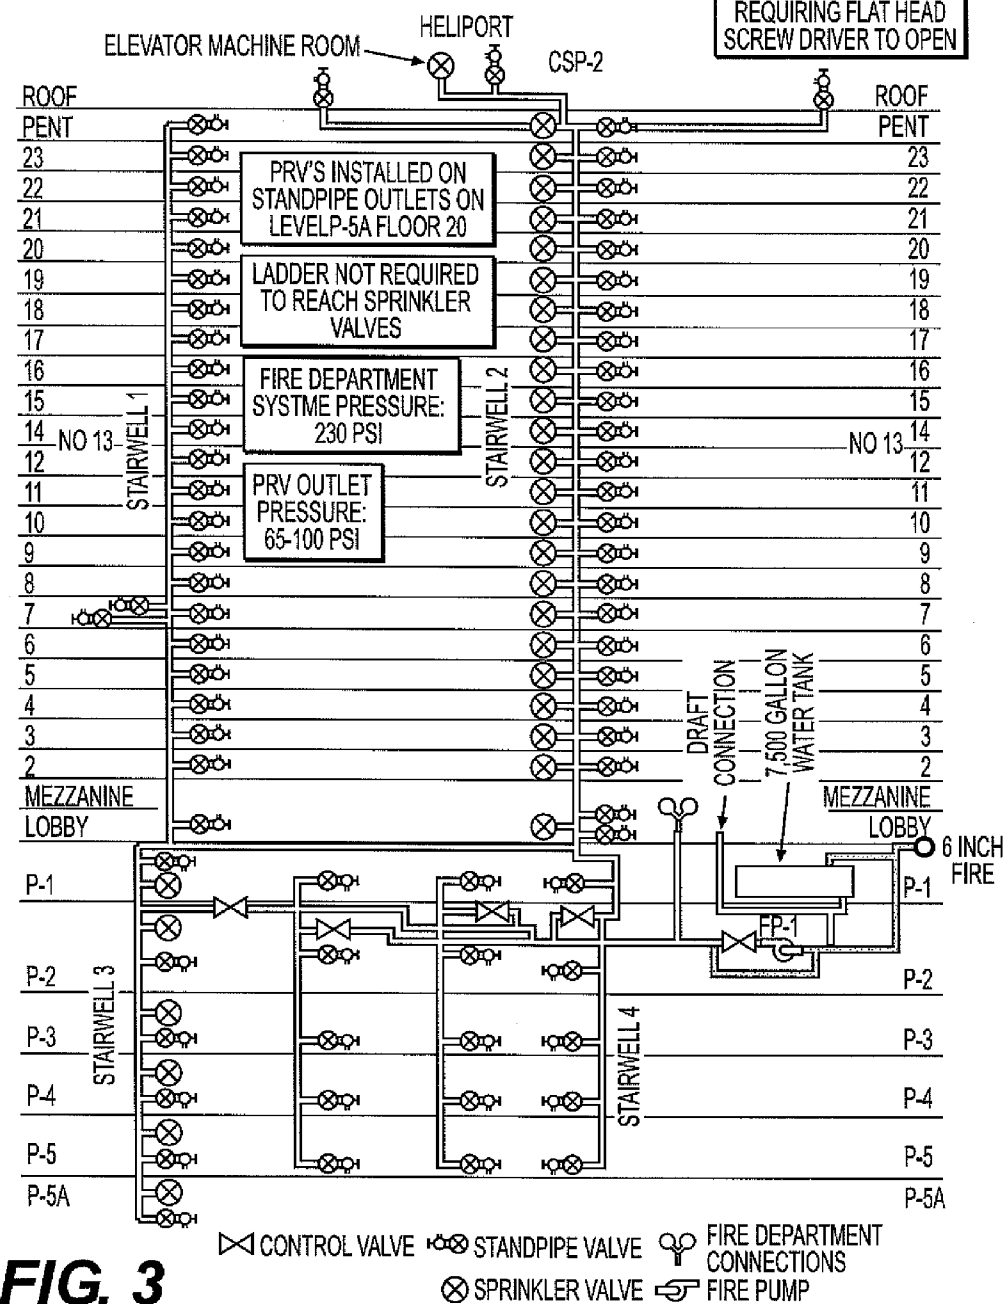 REQUIRING FLAT HEAD
SCREW DRIVER TO OPEN
HELIPORT
ELEVATOR MACHINE ROOM
CSP-2
ROOF
ROOF
PENT
PENT
23
23
22
22
21
21
20
20
19
19
18
18
17
17
16
16
15
15
14
14
NO 13
NO 13
12
12
11
11
10
10
9
9
8
8
7
7
6
6
5
5
4
4
3
3
2
2
MEZZANINE
MEZZANINE
LOBBY
LOBBY
PRV'S INSTALLED ON
STANDPIPE OUTLETS ON
LEVELP-5A FLOOR 20
LADDER NOT REQUIRED
TO REACH SPRINKLER
VALVES
FIRE DEPARTMENT
SYSTME PRESSURE:
230 PSI
PRV OUTLET
PRESSURE:
65-100 PSI
STAIRWELL 1
STAIRWELL 2
DRAFT
CONNECTION
7,500 GALLON
WATER TANK
6 INCH
FIRE
P-1
P-1
FP-1
P-2
P-2
STAIRWELL 3
STAIRWELL 4
P-3
P-3
P-4
P-4
P-5
P-5
P-5A
P-5A
CONTROL VALVE
STANDPIPE VALVE
FIRE DEPARTMENT
CONNECTIONS
SPRINKLER VALVE
FIRE PUMP
FIG. 3